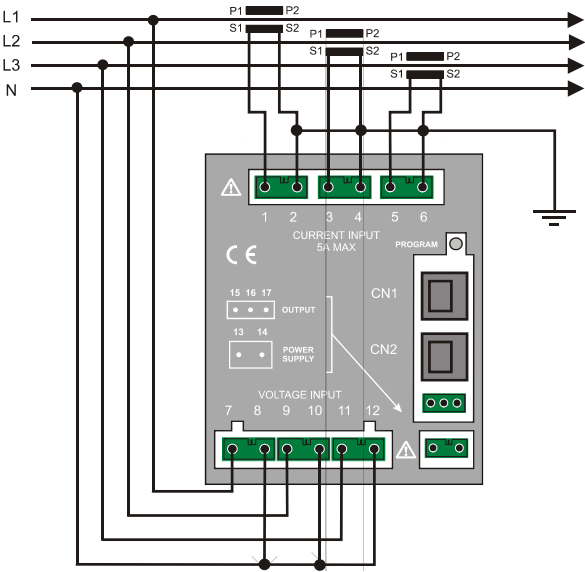 L1 P1 P2
L2 S1 S2 P1 P2
L3 S1 S2 P1 P2
N S1 S2
1 2 3 4 5 6
CURRENT INPUT
5A MAX
PROGRAM
CE
CN1
15 16 17
OUTPUT
13 14
POWER
SUPPLY
CN2
VOLTAGE INPUT
7 8 9 10 11 12